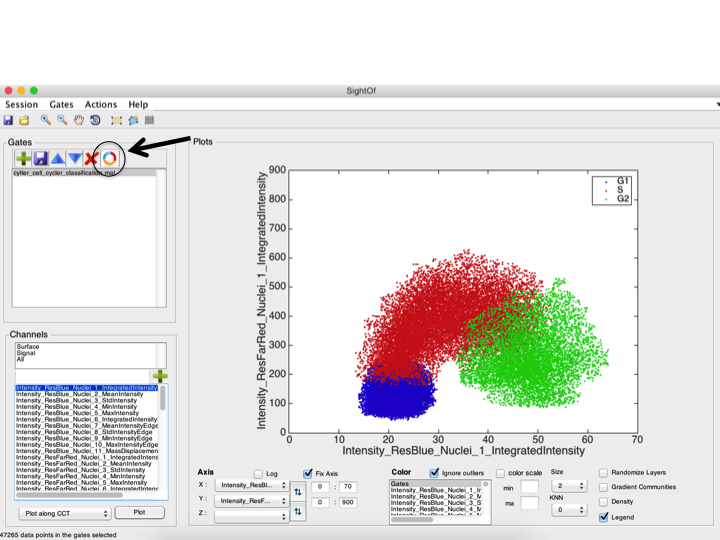 SightOf
Session Gates Actions Help
Gates
cytler_cell_cycler_classification.mat
Plots
Intensity_ResFarRed_Nuclei_1_IntegratedIntensity
900
800
700
600
500
400
300
200
100
0
0 10 20 30 40 50 60 70
Intensity_ResBlue_Nuclei_1_IntegratedIntensity
G1
S
G2
Channels
Surface
Signal
All
Intensity_ResBlue_Nuclei_1_IntegratedIntensity
Intensity_ResBlue_Nuclei_2_MeanIntensity
Intensity_ResBlue_Nuclei_3_StdIntensity
Intensity_ResBlue_Nuclei_4_MinIntensity
Intensity_ResBlue_Nuclei_5_MaxIntensity
Intensity_ResBlue_Nuclei_6_IntegratedIntensity
Intensity_ResBlue_Nuclei_7_MeanIntensityEdge
Intensity_ResBlue_Nuclei_8_StdIntensityEdge
Intensity_ResBlue_Nuclei_9_MinIntensityEdge
Intensity_ResBlue_Nuclei_10_MaxIntensityEdge
Intensity_ResBlue_Nuclei_11_MassDisplacemen
Intensity_ResFarRed_Nuclei_1_Integrated
Intensity_ResFarRed_Nuclei_2_MeanIntensity
Intensity_ResFarRed_Nuclei_3_StdIntensity
Intensity_ResFarRed_Nuclei_4_MinIntensity
Intensity_ResFarRed_Nuclei_5_MaxIntensity
Plot along CCT Plot
Axis Log Fix Axis
X : Intensity_ResBl... 0 : 70
Y : Intensity_ResF... 0 : 900
Z :
Color Ignore outliers color scale
Gates
Intensity_ResBlue_Nuclei_1_Ir
Intensity_ResBlue_Nuclei_2_M
Intensity_ResBlue_Nuclei_3_S
Intensity_ResBlue_Nuclei_4_M
min
ma
Size
2
KNN
0
Randomize Layers
Gradient Communities
Density
Legend
47265 data points in the gates selected